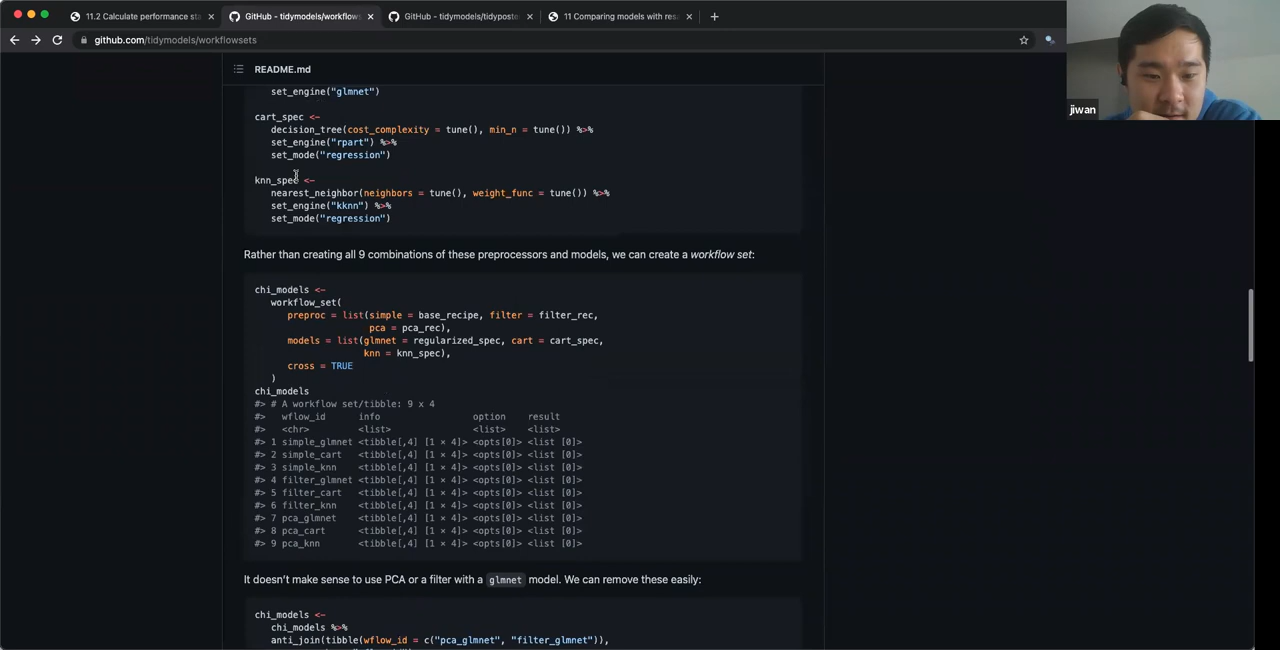 11.2 Calculate performance sta
GitHub - tidymodels/workflows
GitHub - tidymodels/tidyposte
11 Comparing models with resa
github.com/tidymodels/workflowsets
jiwan
README.md
set_engine("glmnet")
cart_spec <-
decision_tree(cost_complexity = tune(), min_n = tune()) %>%
set_engine("rpart") %>%
set_mode("regression")
knn_spec <-
nearest_neighbor(neighbors = tune(), weight_func = tune()) %>%
set_engine("kknn") %>%
set_mode("regression")
Rather than creating all 9 combinations of these preprocessors and models, we can create a workflow set:
chi_models <-
workflow_set(
preproc = list(simple = base_recipe, filter = filter_rec,
pca = pca_rec),
models = list(glmnet = regularized_spec, cart = cart_spec,
knn = knn_spec),
cross = TRUE
)
chi_models
#> # A workflow set/tibble: 9 x 4
#> wflow_id info option result
#> <chr> <list> <list> <list>
#> 1 simple_glmnet <tibble[,4] [1 × 4]> <opts[0]> <list [0]>
#> 2 simple_cart <tibble[,4] [1 × 4]> <opts[0]> <list [0]>
#> 3 simple_knn <tibble[,4] [1 × 4]> <opts[0]> <list [0]>
#> 4 filter_glmnet <tibble[,4] [1 × 4]> <opts[0]> <list [0]>
#> 5 filter_cart <tibble[,4] [1 × 4]> <opts[0]> <list [0]>
#> 6 filter_knn <tibble[,4] [1 × 4]> <opts[0]> <list [0]>
#> 7 pca_glmnet <tibble[,4] [1 × 4]> <opts[0]> <list [0]>
#> 8 pca_cart <tibble[,4] [1 × 4]> <opts[0]> <list [0]>
#> 9 pca_knn <tibble[,4] [1 × 4]> <opts[0]> <list [0]>
It doesn't make sense to use PCA or a filter with a glmnet model. We can remove these easily:
chi_models <-
chi_models %>%
anti_join(tibble(wflow_id = c("pca_glmnet", "filter_glmnet")),